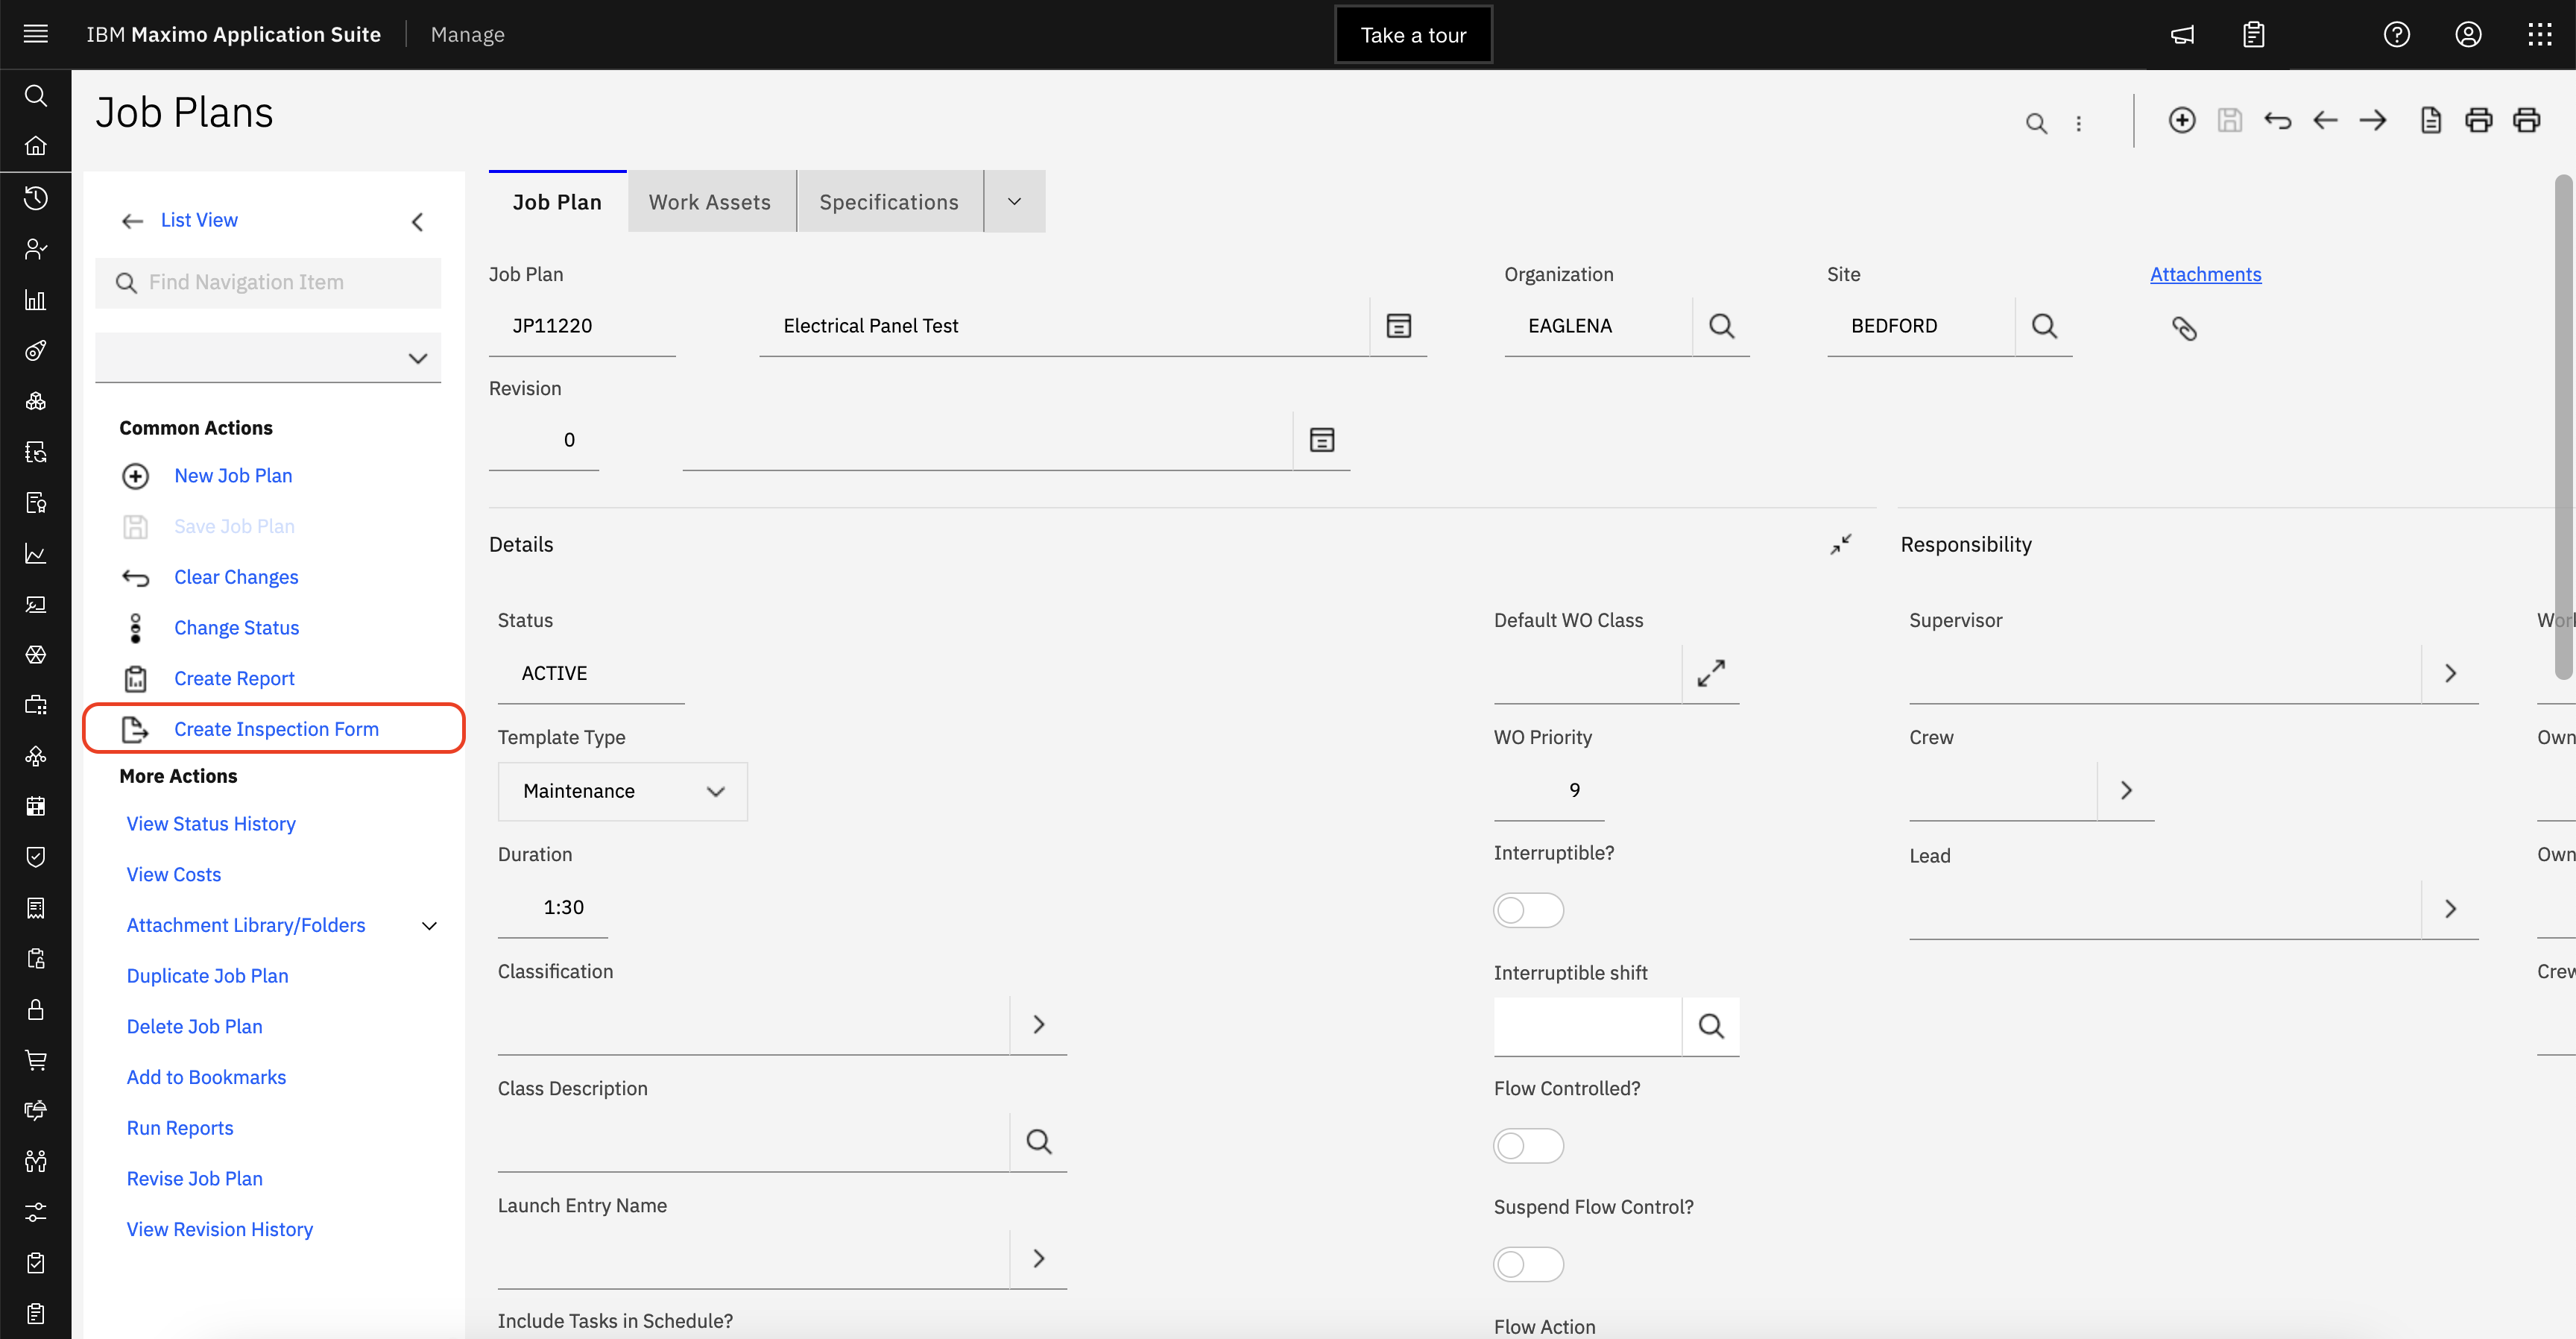 IBM Maximo Application Suite
Manage
Take a tour
Job Plans
List View
Find Navigation Item
Common Actions
New Job Plan
Save Job Plan
Clear Changes
Change Status
Create Report
Create Inspection Form
More Actions
View Status History
View Costs
Attachment Library/Folders
Duplicate Job Plan
Delete Job Plan
Add to Bookmarks
Run Reports
Revise Job Plan
View Revision History
Job Plan
Work Assets
Specifications
Job Plan
Organization
Site
Attachments
JP11220
Electrical Panel Test
EAGLENA
BEDFORD
Revision
0
Details
Status
ACTIVE
Template Type
Maintenance
Duration
1:30
Classification
Class Description
Launch Entry Name
Include Tasks in Schedule?
Default WO Class
WO Priority
9
Interruptible?
Interruptible shift
Flow Controlled?
Suspend Flow Control?
Flow Action
Responsibility
Supervisor
Crew
Lead
Own
Own
Crew